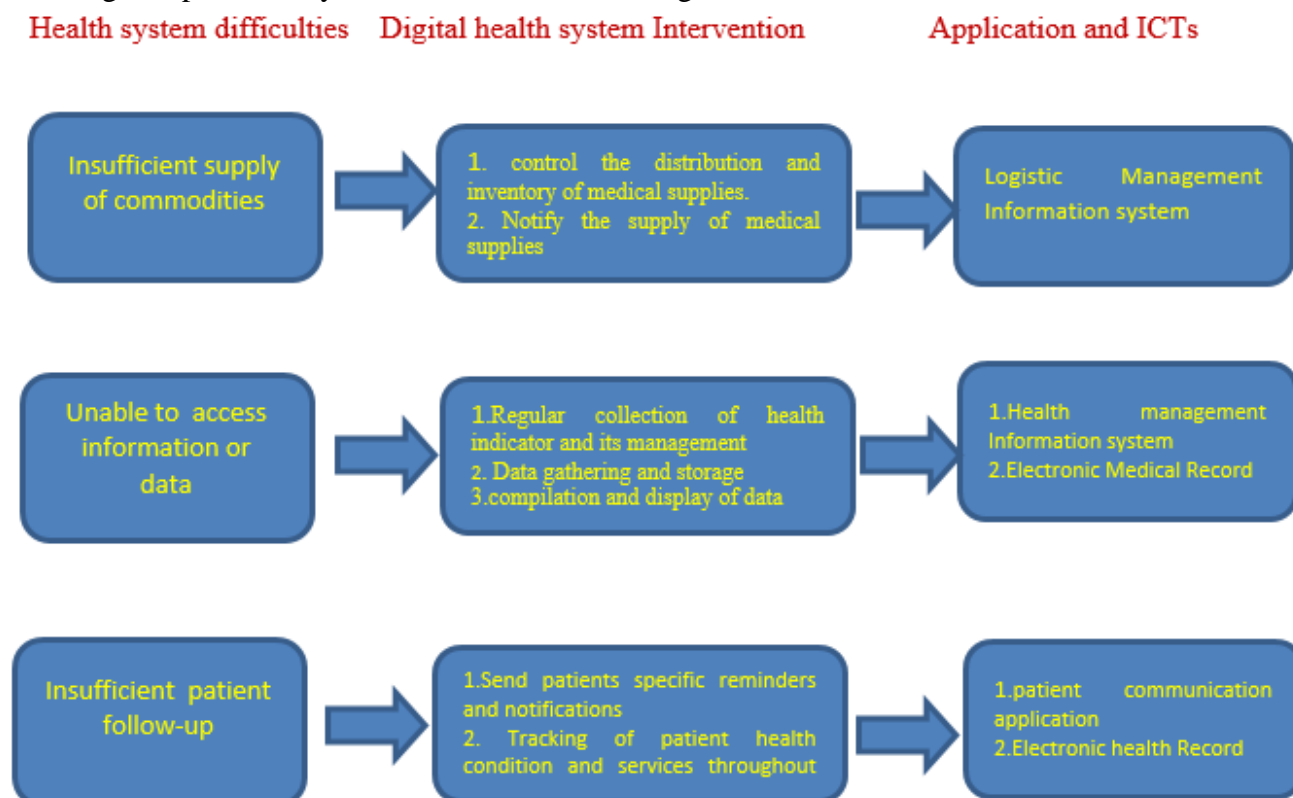 Health system difficulties Digital health system Intervention Application and ICTs
Insufficient supply
of commodities
1. control the distribution and
inventory of medical supplies.
2. Notify the supply of medical
supplies
Logistic Management
Information system
Unable to access
information or
data
1.Regular collection of health
indicator and its management
2. Data gathering and storage
3.compilation and display of data
1.Health management
Information system
2.Electronic Medical Record
Insufficient patient
follow-up
1.Send patients specific reminders
and notifications
2. Tracking of patient health
condition and services throughout
1.patient communication
application
2.Electronic health Record